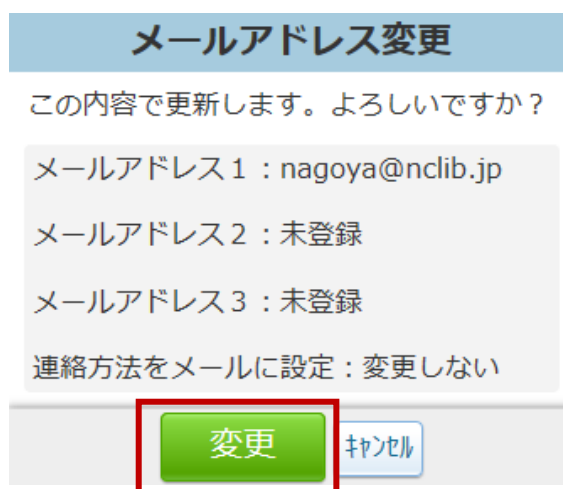 メールアドレス変更
この内容で更新します。よろしいですか？
メールアドレス１：nagoya@nclib.jp
メールアドレス２：未登録
メールアドレス３：未登録
連絡方法をメールに設定：変更しない
変更 ｷｬﾝｾﾙ